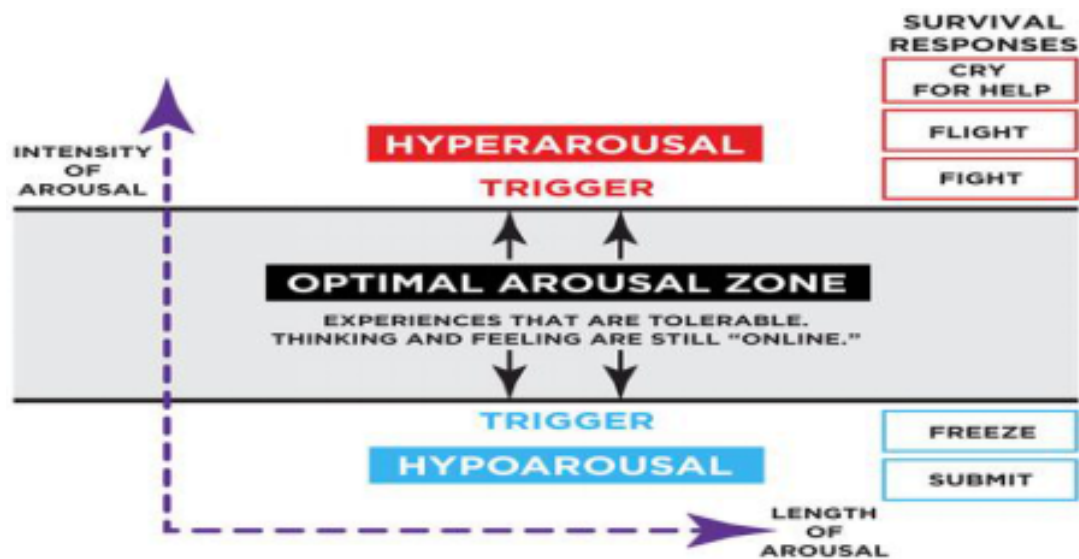 SURVIVAL
RESPONSES
CRY
FOR HELP
FLIGHT
FIGHT
INTENSITY
OF
AROUSAL
HYPERAROUSAL
TRIGGER
OPTIMAL AROUSAL ZONE
EXPERIENCES THAT ARE TOLERABLE.
THINKING AND FEELING ARE STILL “ONLINE.”
TRIGGER
HYPOAROUSAL
FREEZE
SUBMIT
LENGTH
OF
AROUSAL